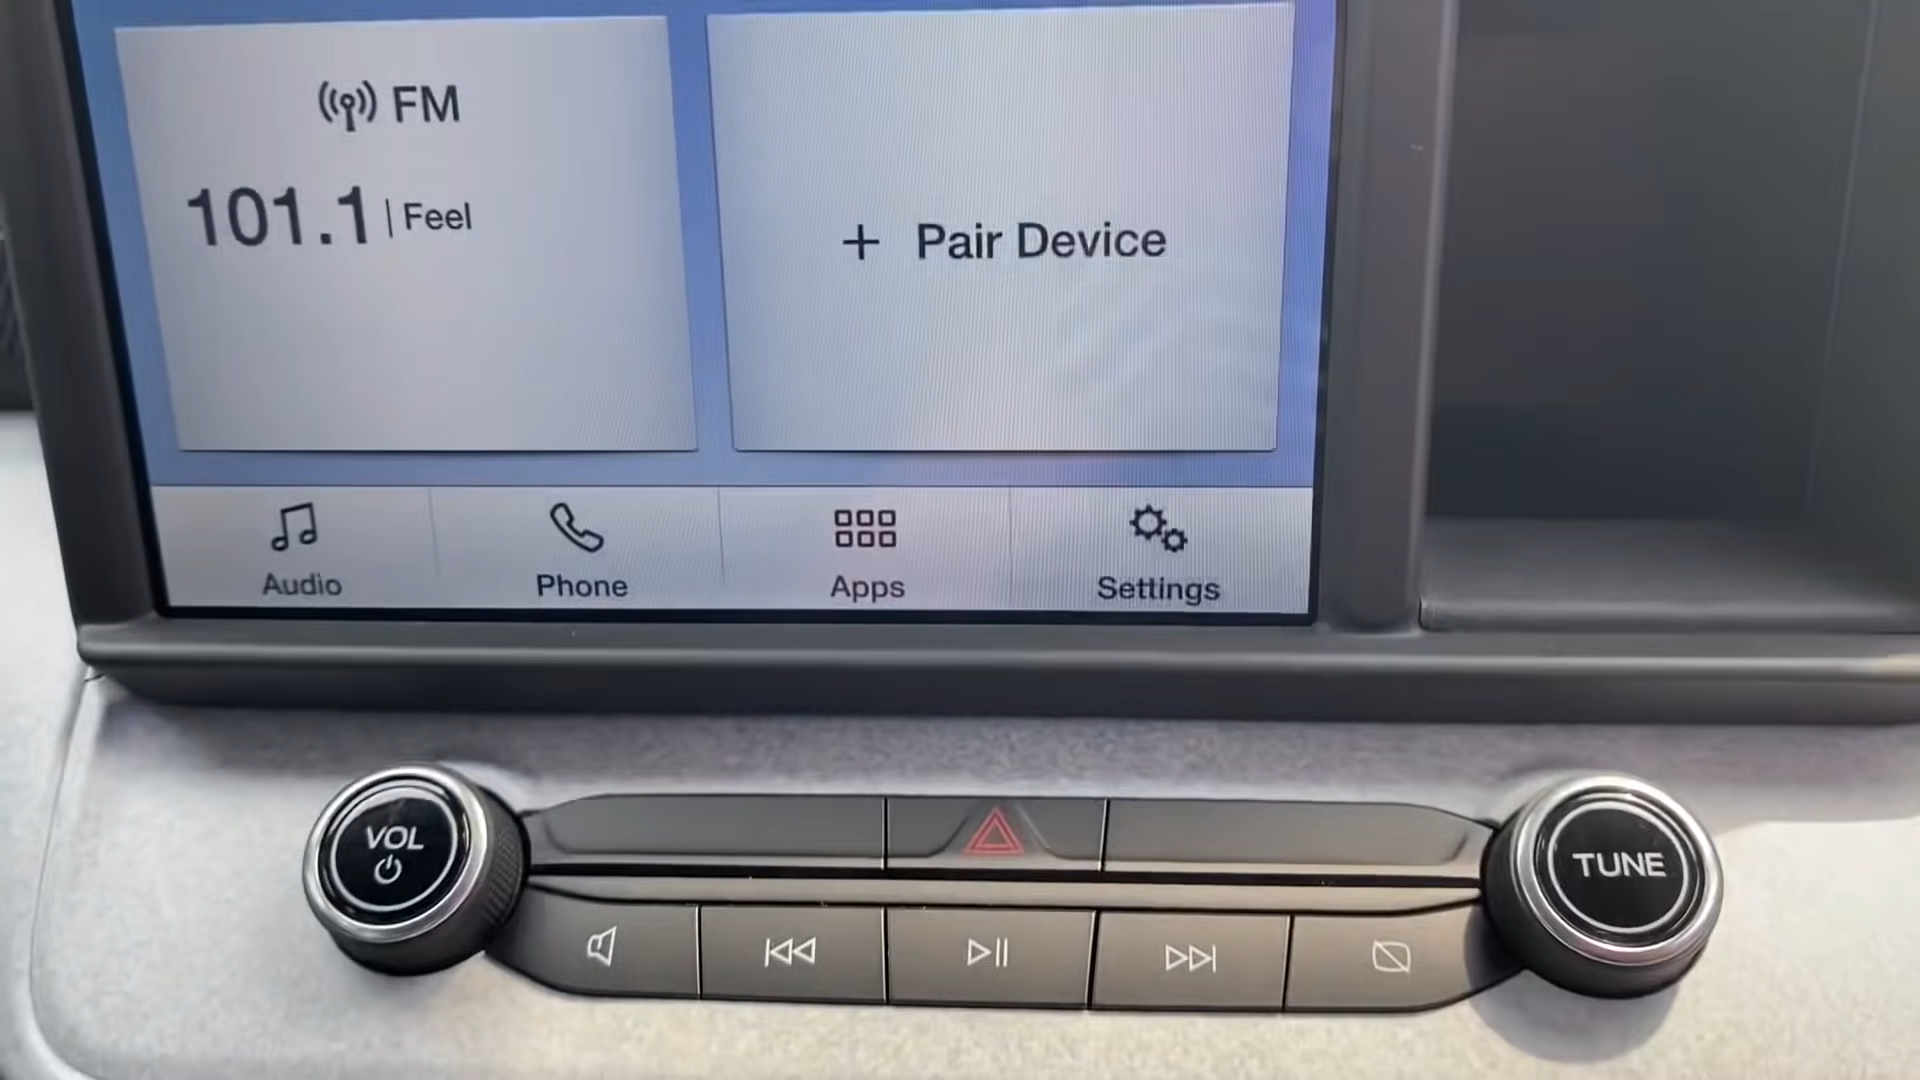 FM
101.1 | Feel
+ Pair Device
Audio
Phone
Apps
Settings
VOL
TUNE